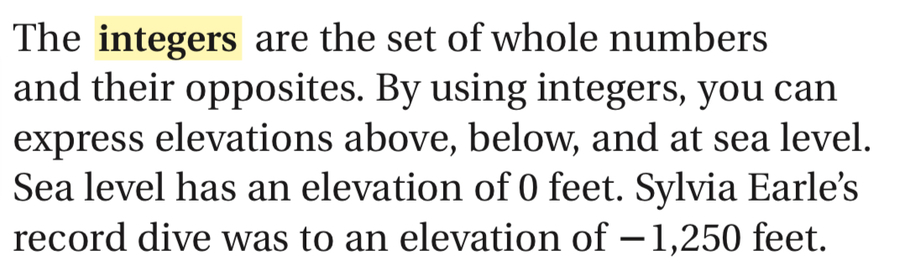 The integers are the set of whole numbers
and their opposites. By using integers, you can
express elevations above, below, and at sea level.
Sea level has an elevation of 0 feet. Sylvia Earle’s
record dive was to an elevation of −1,250 feet.